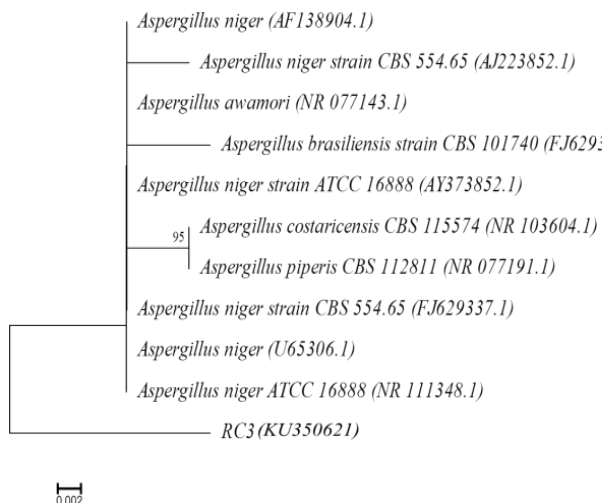 Aspergillus niger (AF138904.1)
Aspergillus niger strain CBS 554.65 (AJ223852.1)
Aspergillus awamori (NR 077143.1)
Aspergillus brasiliensis strain CBS 101740 (FJ6293
Aspergillus niger strain ATCC 16888 (AY373852.1)
95
Aspergillus costaricensis CBS 115574 (NR 103604.1)
Aspergillus piperis CBS 112811 (NR 077191.1)
Aspergillus niger strain CBS 554.65 (FJ629337.1)
Aspergillus niger (U65306.1)
Aspergillus niger ATCC 16888 (NR 111348.1)
RC3 (KU350621)
0.002